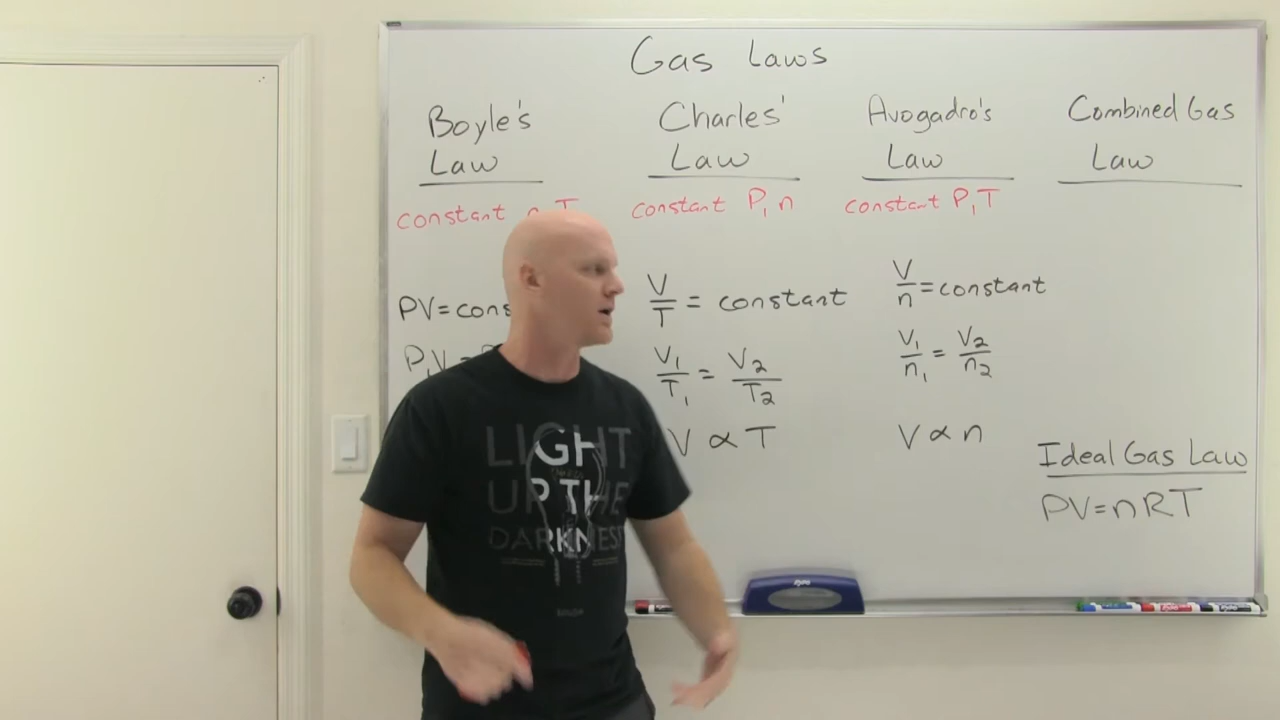 Gas Laws
Boyle's
Law
constant n, T
PV=cons
P₁V₁=
Charles'
Law
constant P, n
V/T = constant
V₁/T₁ = V₂/T₂
V ∝ T
Avogadro's
Law
constant P, T
V/n = constant
V₁/n₁ = V₂/n₂
V ∝ n
Combined Gas
Law
Ideal Gas Law
PV=nRT
LIGHT
UP THE
DARKNESS